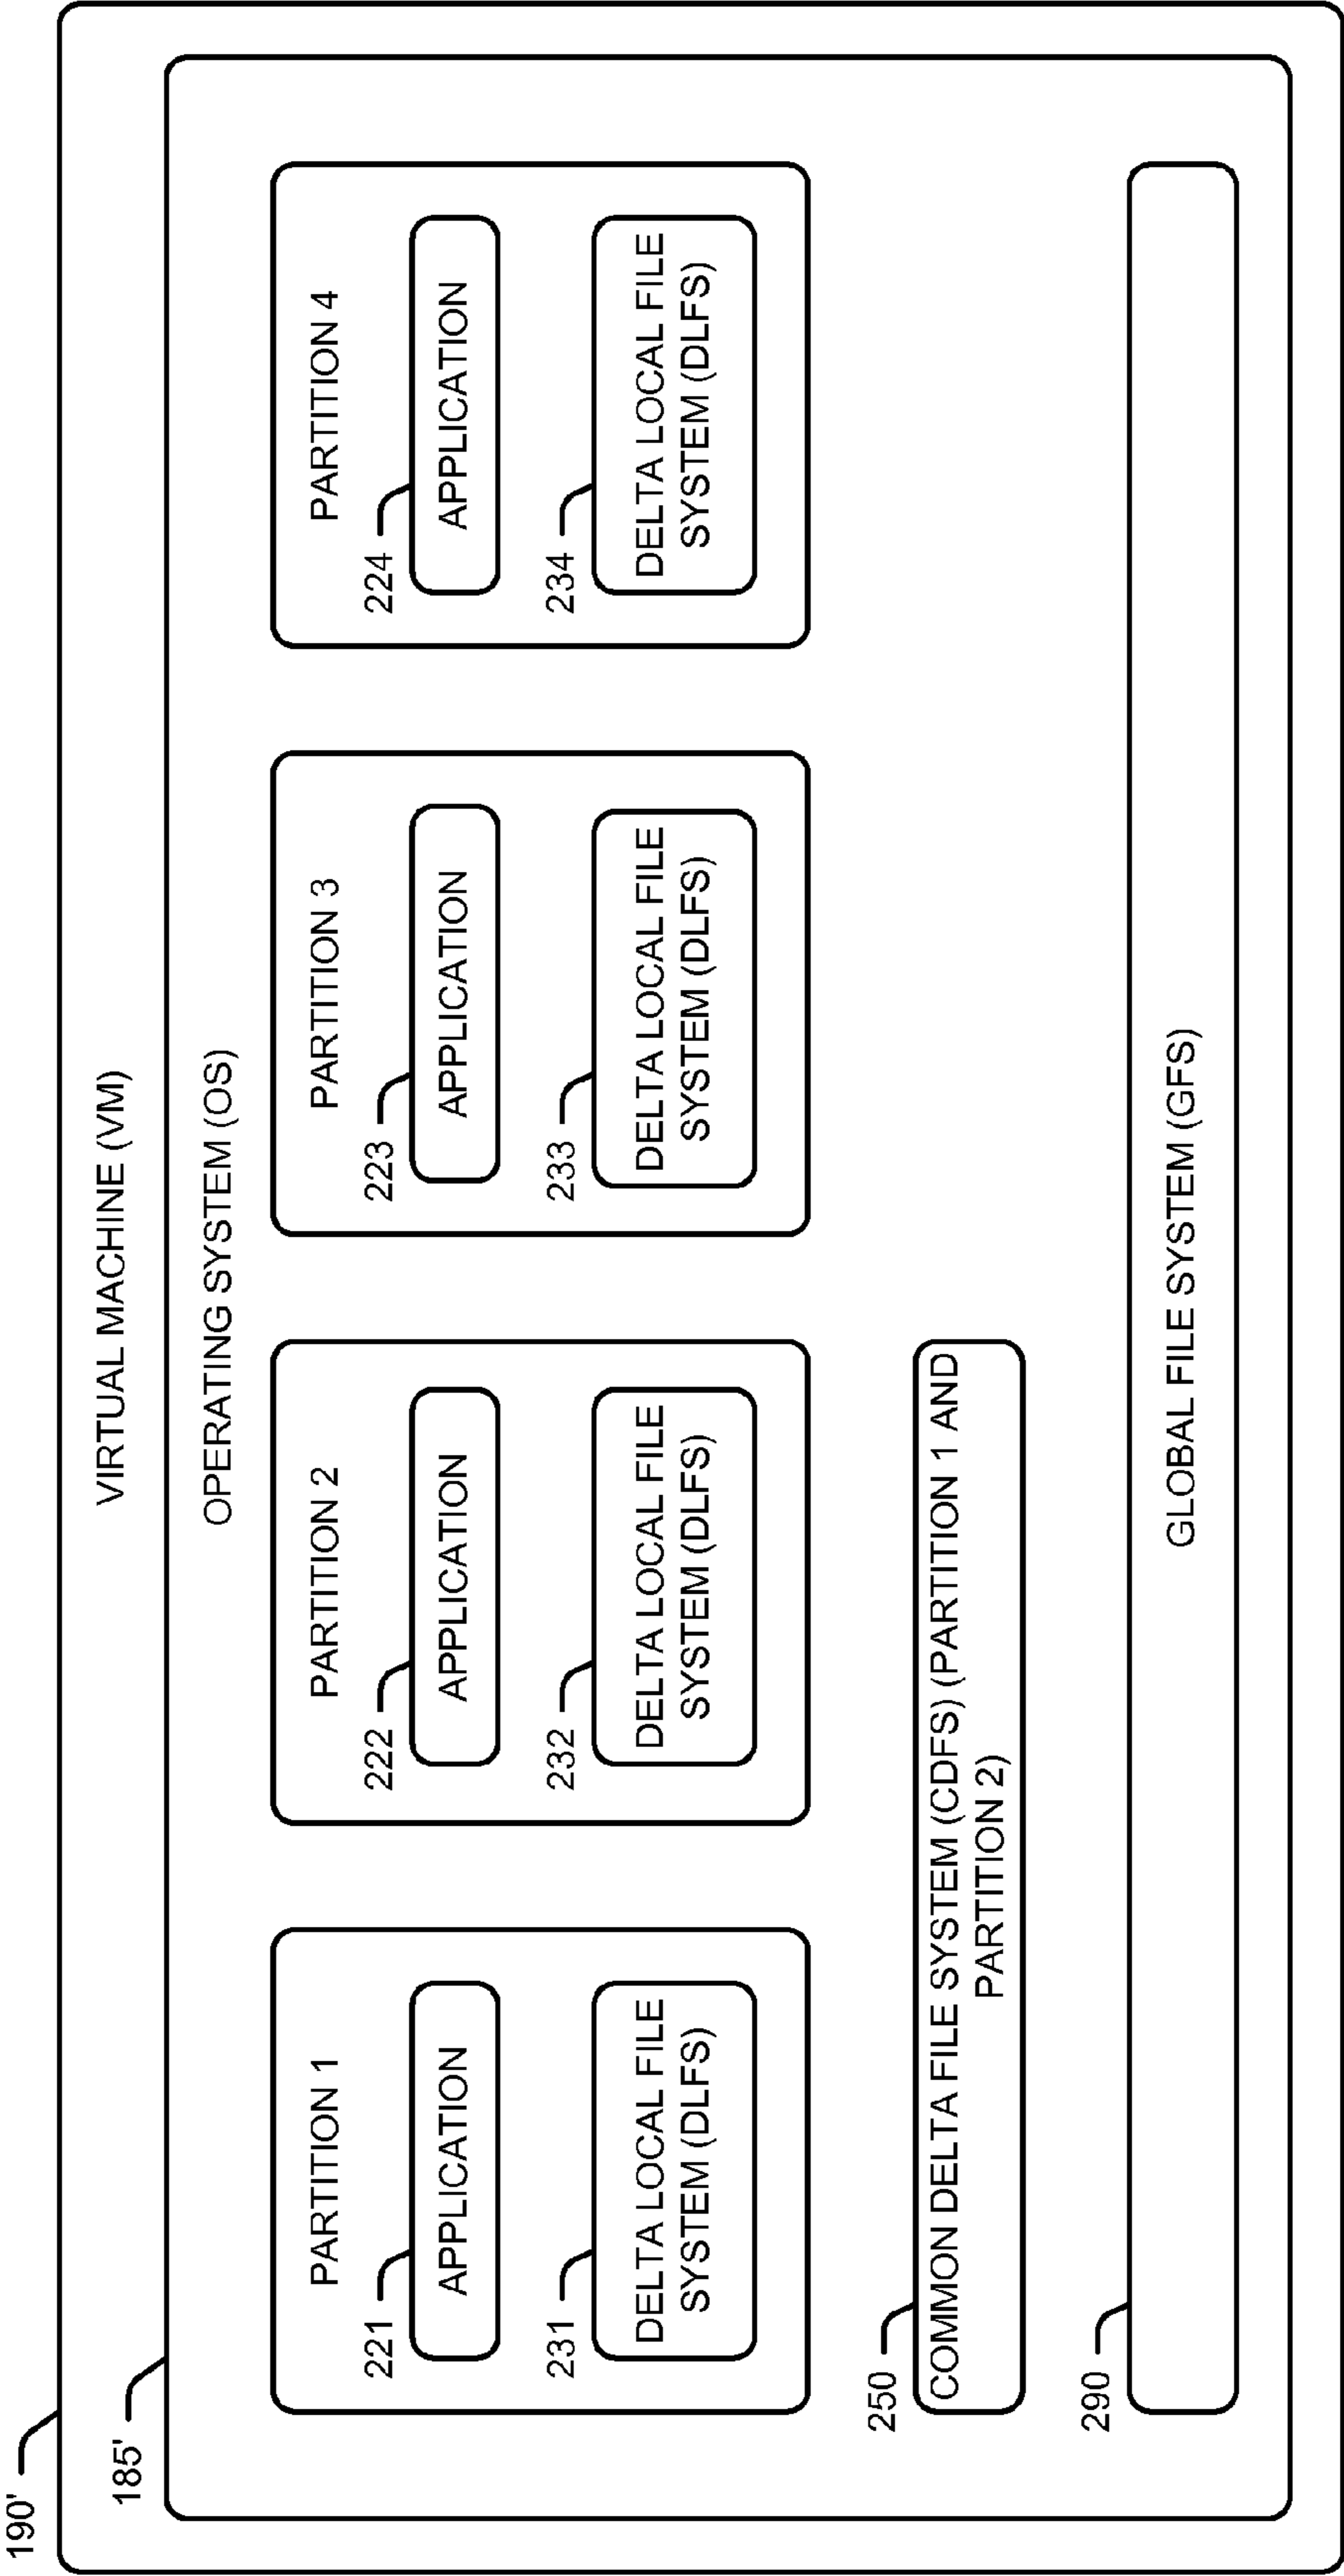 190'
VIRTUAL MACHINE (VM)
185'
OPERATING SYSTEM (OS)
PARTITION 1
221
APPLICATION
231
DELTA LOCAL FILE
SYSTEM (DLFS)
PARTITION 2
222
APPLICATION
232
DELTA LOCAL FILE
SYSTEM (DLFS)
PARTITION 3
223
APPLICATION
233
DELTA LOCAL FILE
SYSTEM (DLFS)
PARTITION 4
224
APPLICATION
234
DELTA LOCAL FILE
SYSTEM (DLFS)
250
COMMON DELTA FILE SYSTEM (CDFS) (PARTITION 1 AND
PARTITION 2)
290
GLOBAL FILE SYSTEM (GFS)